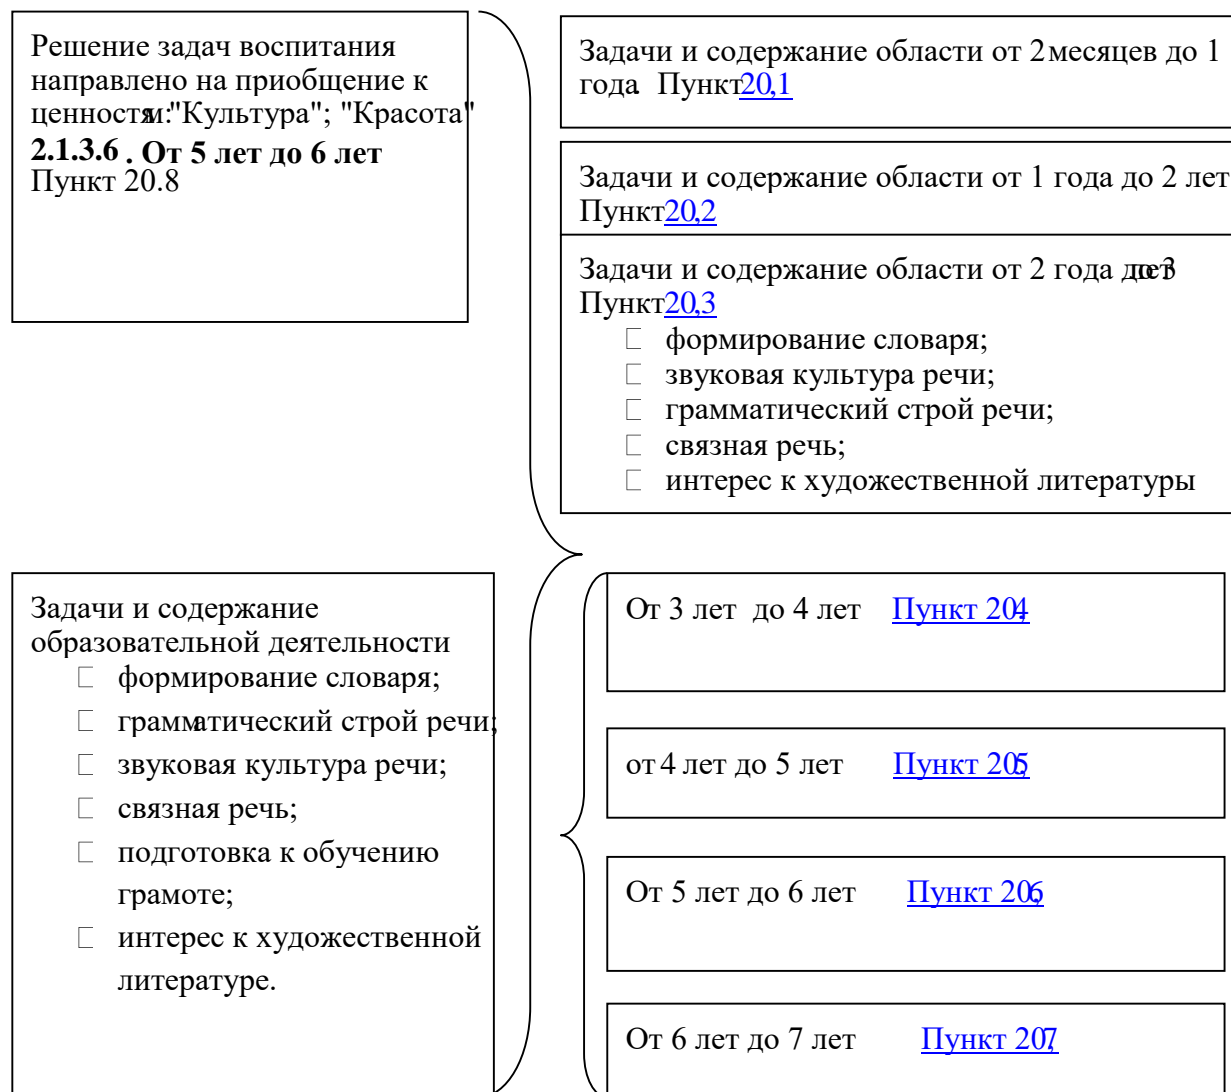 Решение задач воспитания
направлено на приобщение к
ценностям:"Культура"; "Красота"
2.1.3.6 . От 5 лет до 6 лет
Пункт 20.8
Задачи и содержание области от 2 месяцев до 1
года. Пункт 20,1
Задачи и содержание области от 1 года до 2 лет
Пункт 20,2
Задачи и содержание области от 2 года до 3 лет
Пункт 20,3
формирование словаря;
звуковая культура речи;
грамматический строй речи;
связная речь;
интерес к художественной литературы
Задачи и содержание
образовательной деятельности:
формирование словаря;
грамматический строй речи;
звуковая культура речи;
связная речь;
подготовка к обучению
грамоте;
интерес к художественной
литературе.
От 3 лет до 4 лет Пункт 20,4
от 4 лет до 5 лет Пункт 20,5
От 5 лет до 6 лет Пункт 20,6
От 6 лет до 7 лет Пункт 20,7